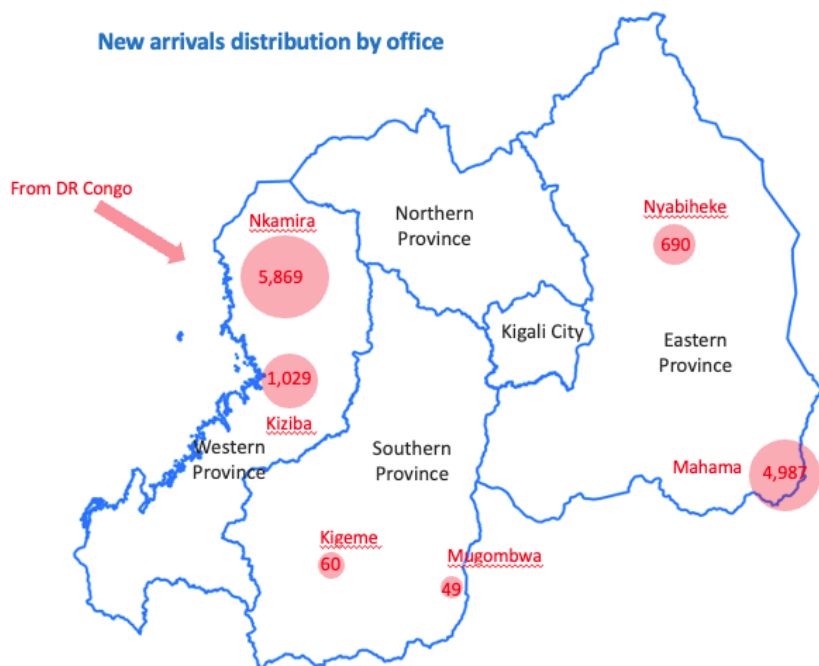 New arrivals distribution by office
From DR Congo
Nkamira
5,869
Northern
Province
Nyabiheke
690
Kigali City
Eastern
Province
1,029
Kiziba
Western
Province
Southern
Province
Mahama
4,987
Kigeme
60
Mugombwa
49